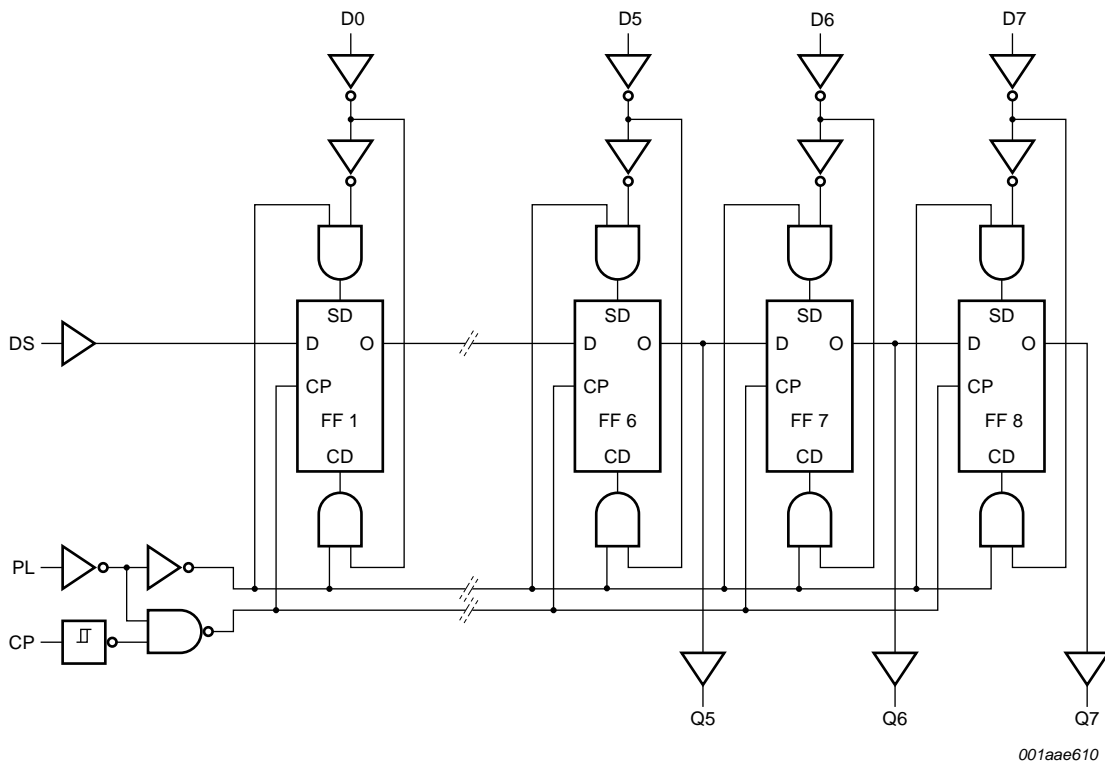 D0 D5 D6 D7
SD SD SD SD
DS D O D O D O D O
CP CP CP CP
FF 1 FF 6 FF 7 FF 8
CD CD CD CD
PL
CP
Q5 Q6 Q7
001aae610